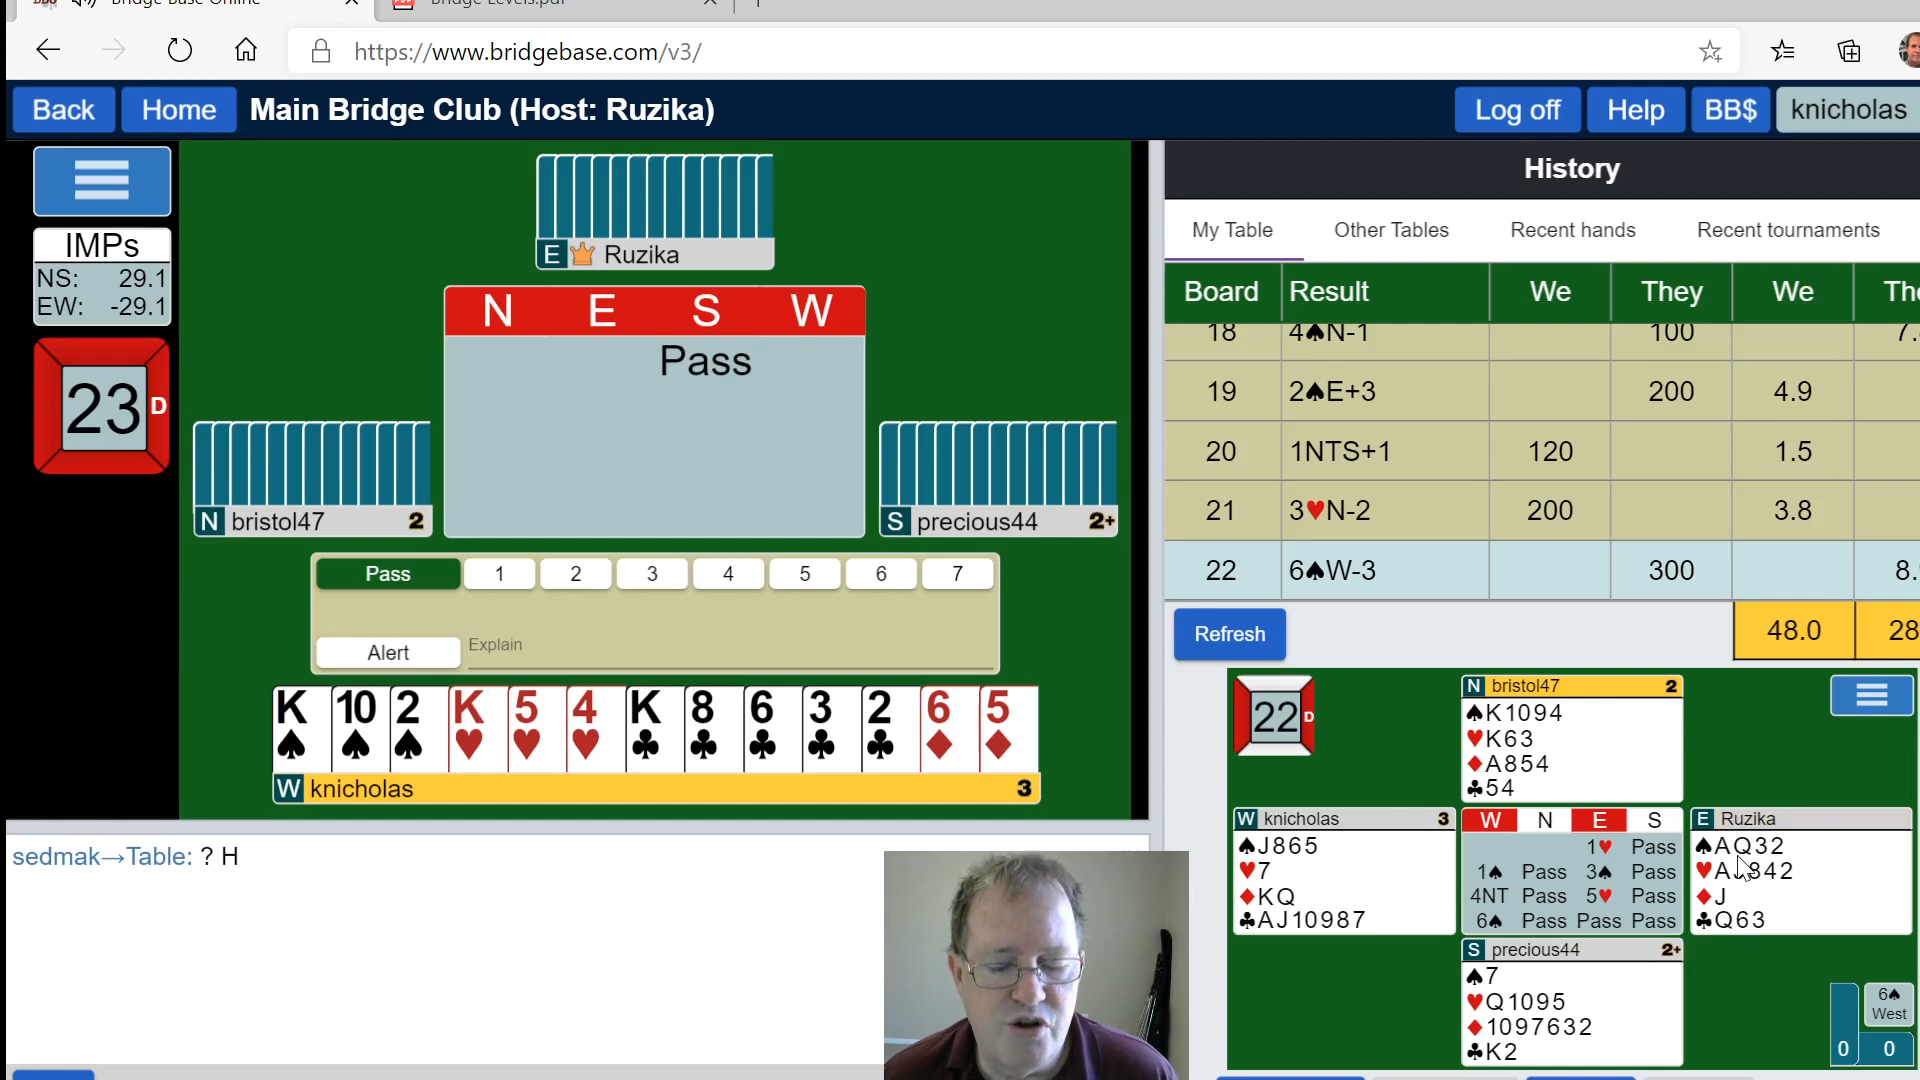 Bridge Base Online
Bridge Levels.pdf
https://www.bridgebase.com/v3/
Back Home Main Bridge Club (Host: Ruzika) Log off Help BB$ knicholas
IMPs
NS: 29.1
EW: -29.1
23 D
E Ruzika
N E S W
Pass
N bristol47 2
S precious44 2+
Pass 1 2 3 4 5 6 7
Alert Explain
K♠ 10♠ 2♠ K♥ 5♥ 4♥ K♣ 8♣ 6♣ 3♣ 2♣ 6♦ 5♦
W knicholas 3
sedmak→Table: ? H
History
My Table Other Tables Recent hands Recent tournaments
Board Result We They We
18 4♠N-1 100
19 2♠E+3 200 4.9
20 1NTS+1 120 1.5
21 3♥N-2 200 3.8
22 6♠W-3 300
48.0
Refresh
22 D
N bristol47 2
♠K1094
♥K63
♦A854
♣54
W knicholas 3
♠J865
♥7
♦KQ
♣AJ10987
W N E S
1♥ Pass
1♠ Pass 3♠ Pass
4NT Pass 5♥ Pass
6♠ Pass Pass Pass
E Ruzika
♠AQ32
♥AJ842
♦J
♣Q63
S precious44 2+
♠7
♥Q1095
♦1097632
♣K2
6♠
West
0 0